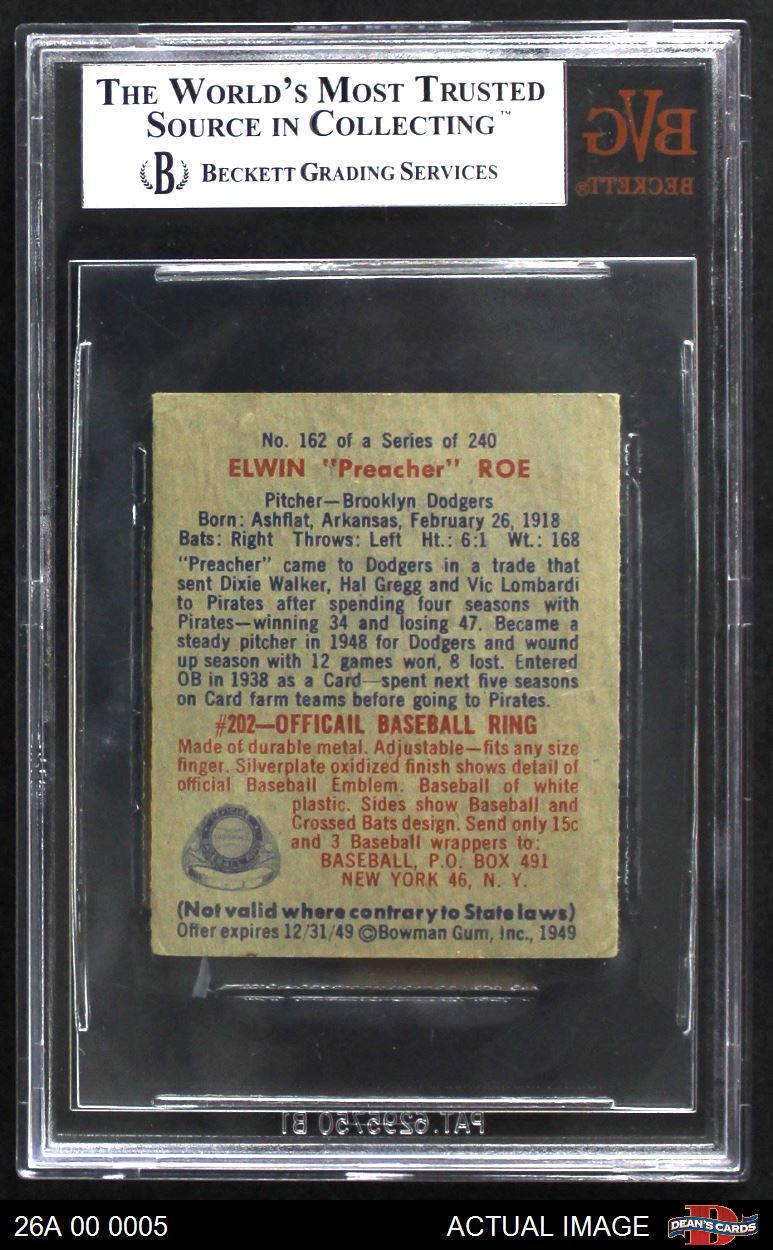 THE WORLD'S MOST TRUSTED
SOURCE IN COLLECTING™
B BECKETT GRADING SERVICES
BVG
BECKETT®
No. 162 of a Series of 240
ELWIN "Preacher" ROE
Pitcher—Brooklyn Dodgers
Born: Ashflat, Arkansas, February 26, 1918
Bats: Right Throws: Left Ht.: 6:1 Wt.: 168
"Preacher" came to Dodgers in a trade that
sent Dixie Walker, Hal Gregg and Vic Lombardi
to Pirates after spending four seasons with
Pirates—winning 34 and losing 47. Became a
steady pitcher in 1948 for Dodgers and wound
up season with 12 games won, 8 lost. Entered
OB in 1938 as a Card—spent next five seasons
on Card farm teams before going to Pirates.
#202—OFFICAIL BASEBALL RING
Made of durable metal. Adjustable—fits any size
finger. Silverplate oxidized finish shows detail of
official Baseball Emblem. Baseball of white
plastic. Sides show Baseball and
Crossed Bats design. Send only 15c
and 3 Baseball wrappers to:
BASEBALL, P.O. BOX 491
NEW YORK 46, N. Y.
(Not valid where contrary to State laws)
Offer expires 12/31/49 ©Bowman Gum, Inc., 1949
PAT. 6295750 B1
26A 00 0005
ACTUAL IMAGE
DEAN'S CARDS